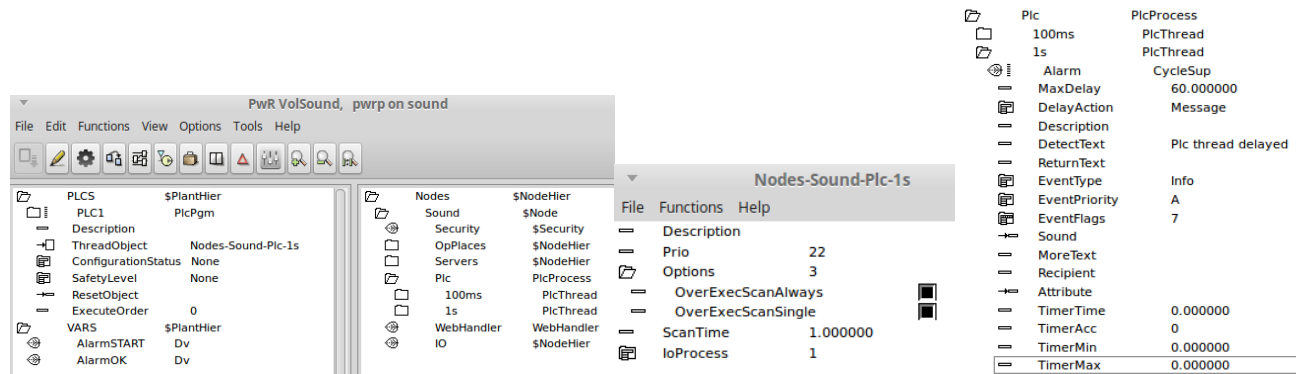 PwR VolSound, pwrp on sound
File Edit Functions View Options Tools Help
PLCS $PlantHier
PLC1 PlcPgm
Description
ThreadObject Nodes-Sound-Plc-1s
ConfigurationStatus None
SafetyLevel None
ResetObject
ExecuteOrder 0
VARS $PlantHier
AlarmSTART Dv
AlarmOK Dv
Nodes $NodeHier
Sound $Node
Security $Security
OpPlaces $NodeHier
Servers $NodeHier
Plc PlcProcess
100ms PlcThread
1s PlcThread
WebHandler WebHandler
IO $NodeHier
Nodes-Sound-Plc-1s
File Functions Help
Description
Prio 22
Options 3
OverExecScanAlways
OverExecScanSingle
ScanTime 1.000000
IoProcess 1
Plc PlcProcess
100ms PlcThread
1s PlcThread
Alarm CycleSup
MaxDelay 60.000000
DelayAction Message
Description
DetectText Plc thread delayed
ReturnText
EventType Info
EventPriority A
EventFlags 7
Sound
MoreText
Recipient
Attribute
TimerTime 0.000000
TimerAcc 0
TimerMin 0.000000
TimerMax 0.000000